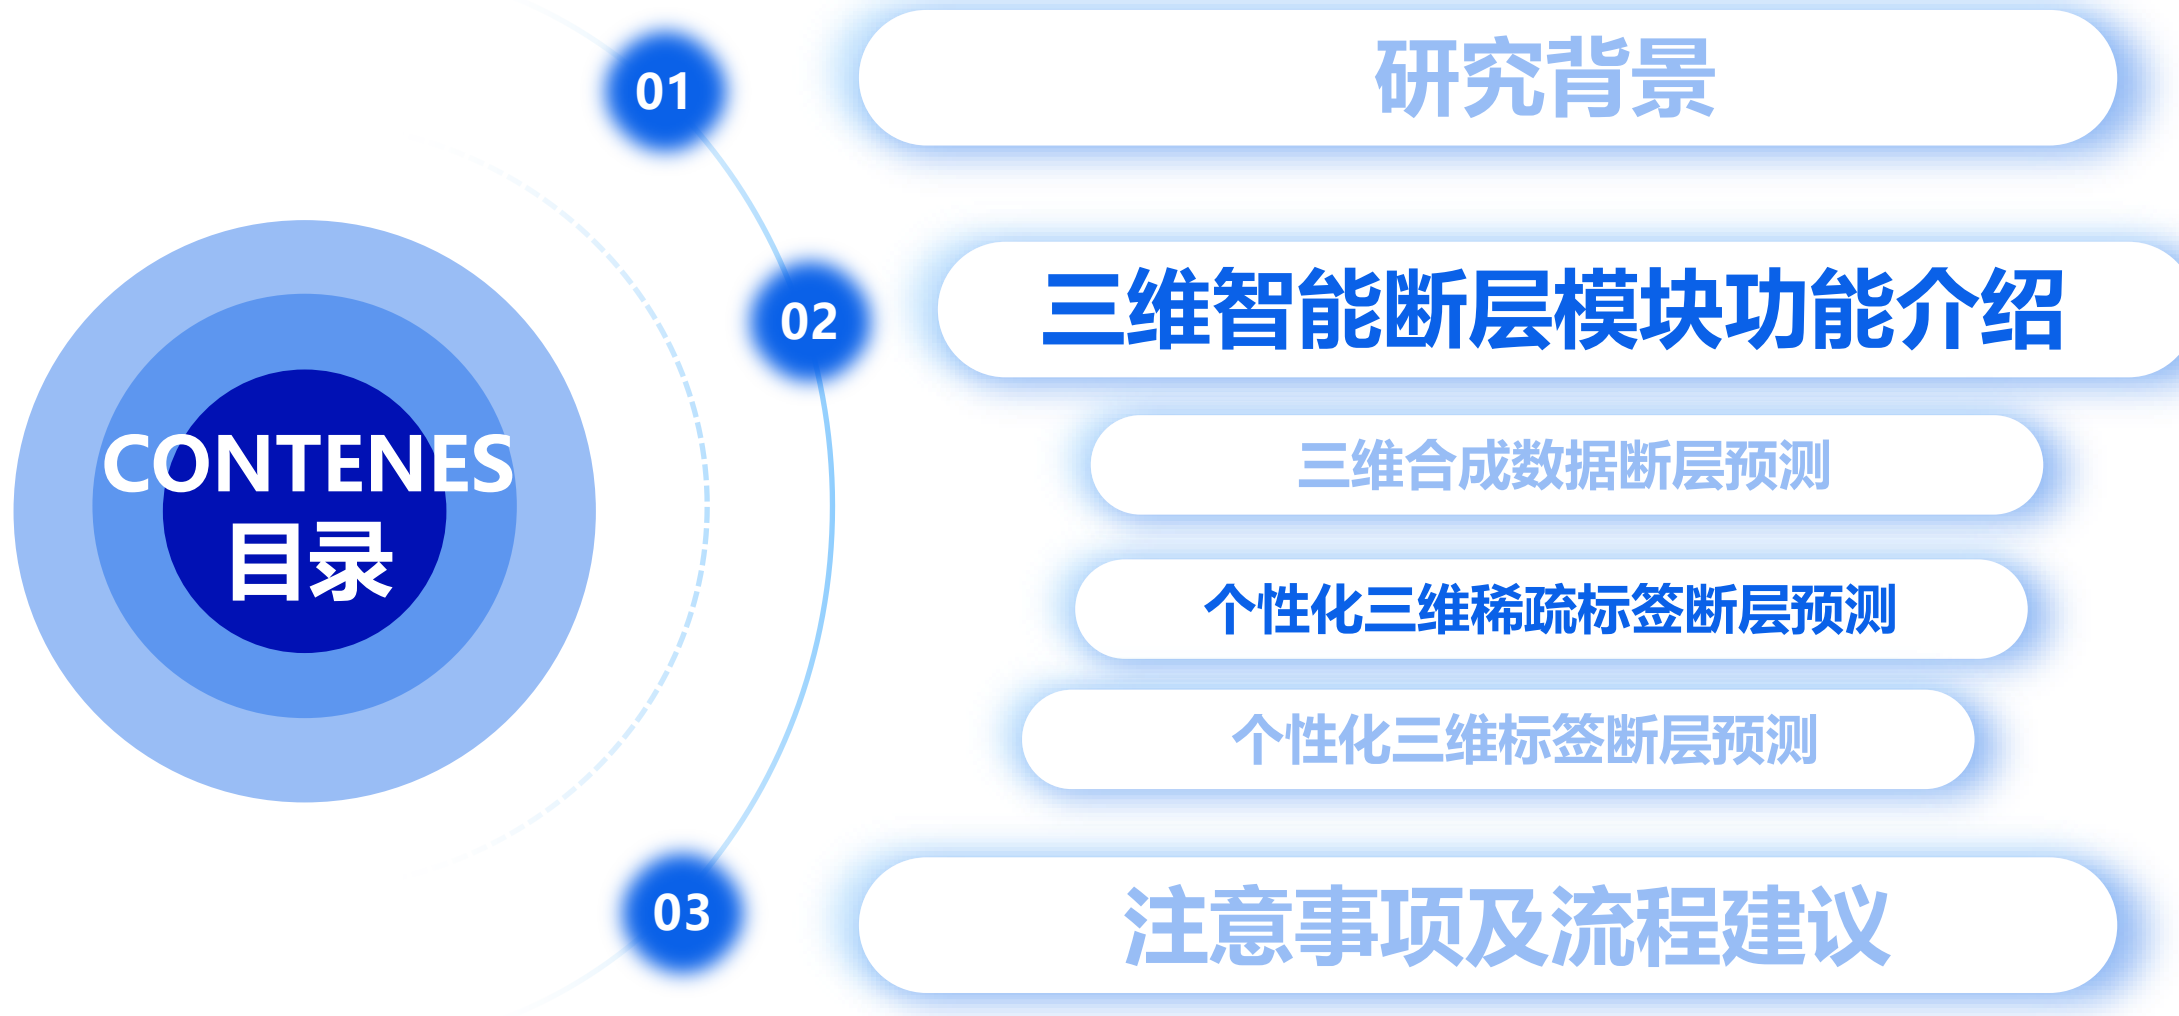 CONTENES
目录
01
研究背景
02
三维智能断层模块功能介绍
三维合成数据断层预测
个性化三维稀疏标签断层预测
个性化三维标签断层预测
03
注意事项及流程建议